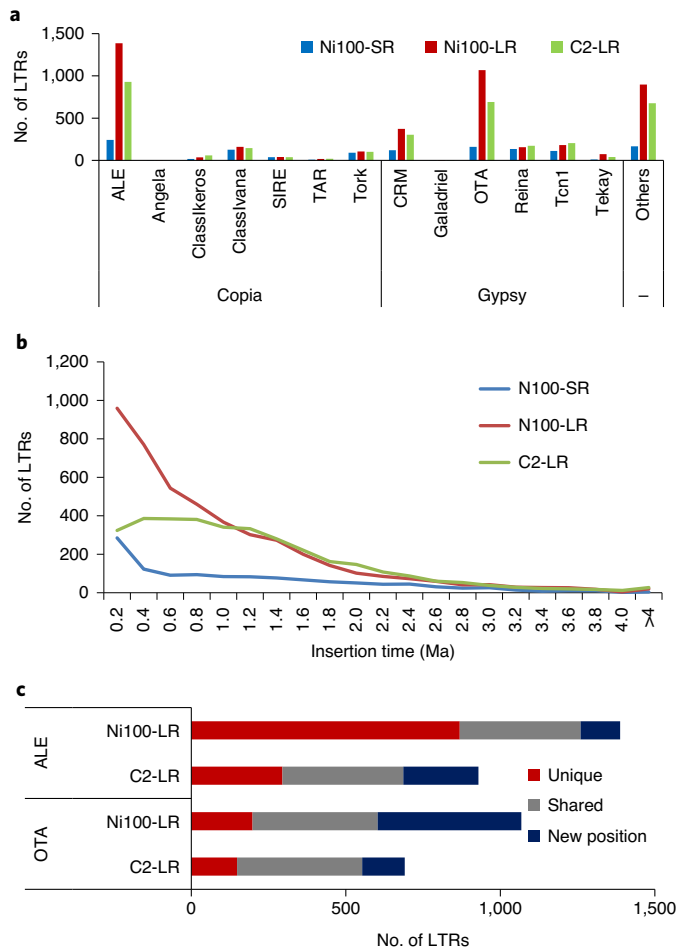 a
1,500
1,000
500
0
No. of LTRs
Ni100-SR
Ni100-LR
C2-LR
ALE
Angela
ClassIkeros
ClassIvana
SIRE
TAR
Tork
CRM
Galadriel
OTA
Reina
Tcn1
Tekay
Others
Copia
Gypsy
–
b
1,200
1,000
800
600
400
200
0
No. of LTRs
N100-SR
N100-LR
C2-LR
0.2
0.4
0.6
0.8
1.0
1.2
1.4
1.6
1.8
2.0
2.2
2.4
2.6
2.8
3.0
3.2
3.4
3.6
3.8
4.0
>4
Insertion time (Ma)
c
ALE
Ni100-LR
C2-LR
OTA
Ni100-LR
C2-LR
Unique
Shared
New position
0
500
1,000
1,500
No. of LTRs